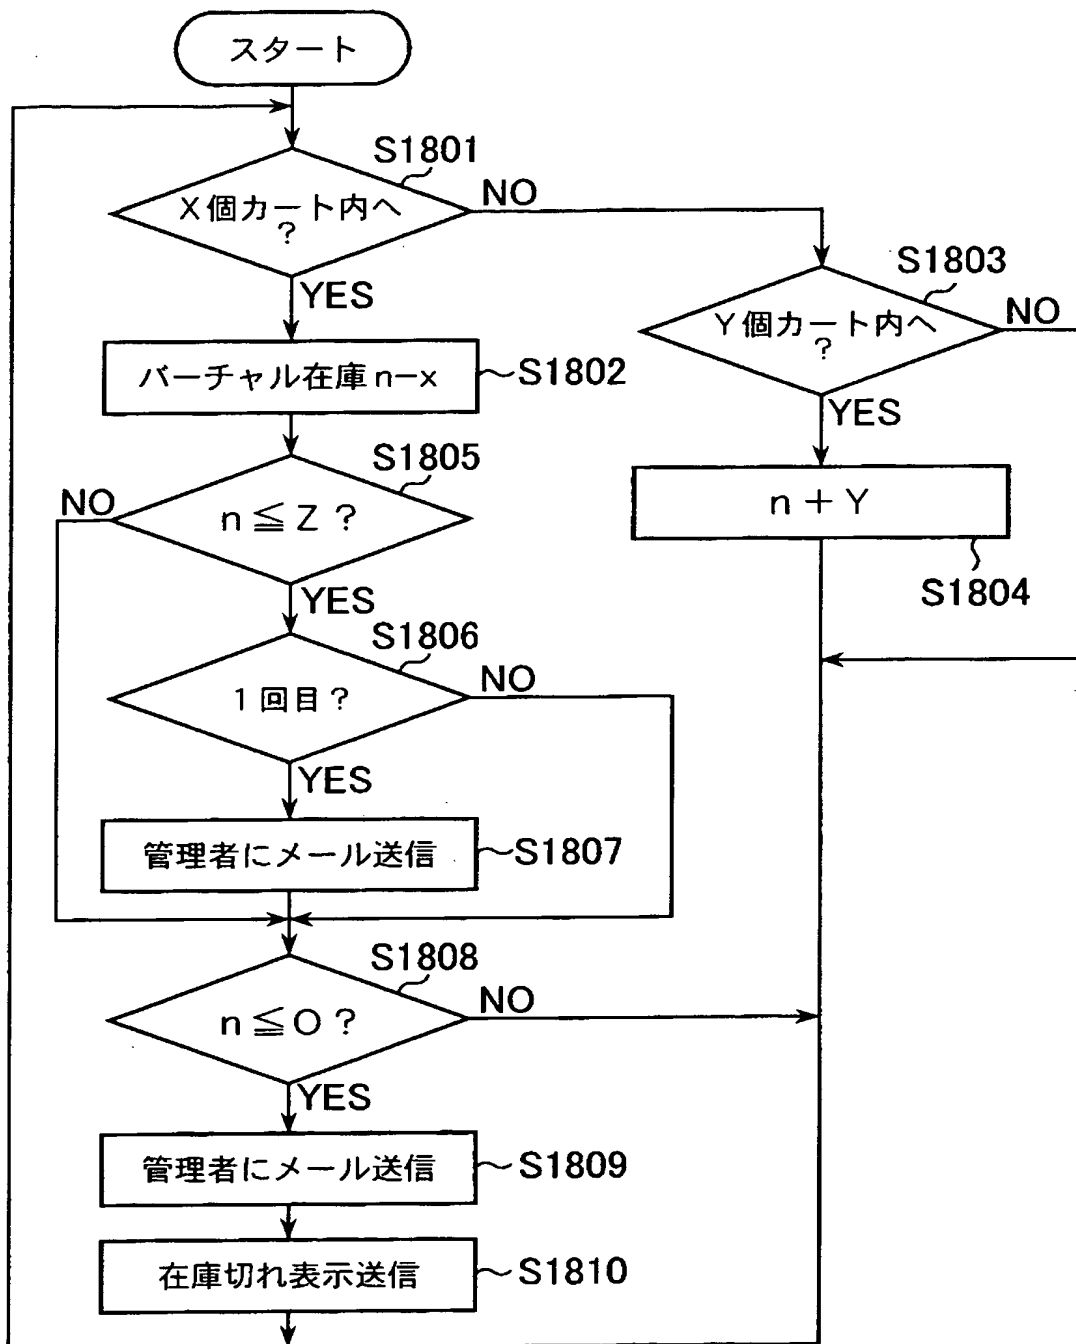 スタート
S1801
X個カート内へ
?
NO
YES
S1803
Y個カート内へ
?
NO
YES
バーチャル在庫n-x
S1802
n+Y
S1804
S1805
n≦Z?
NO
YES
S1806
1回目?
NO
YES
管理者にメール送信
S1807
S1808
n≦O?
NO
YES
管理者にメール送信
S1809
在庫切れ表示送信
S1810